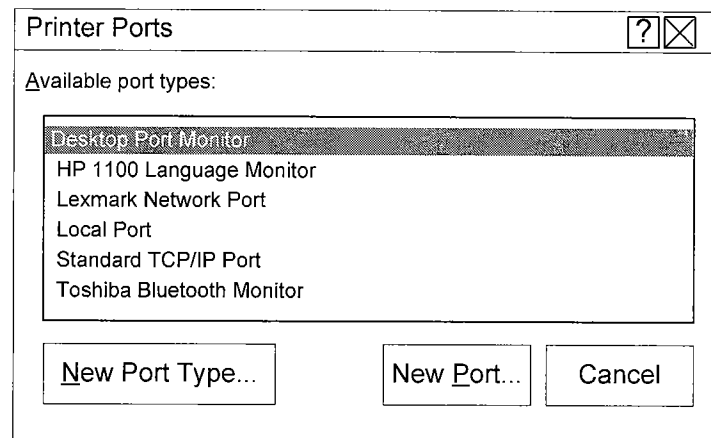 Printer Ports ?
Available port types:
Desktop Port Monitor
HP 1100 Language Monitor
Lexmark Network Port
Local Port
Standard TCP/IP Port
Toshiba Bluetooth Monitor
New Port Type... New Port... Cancel